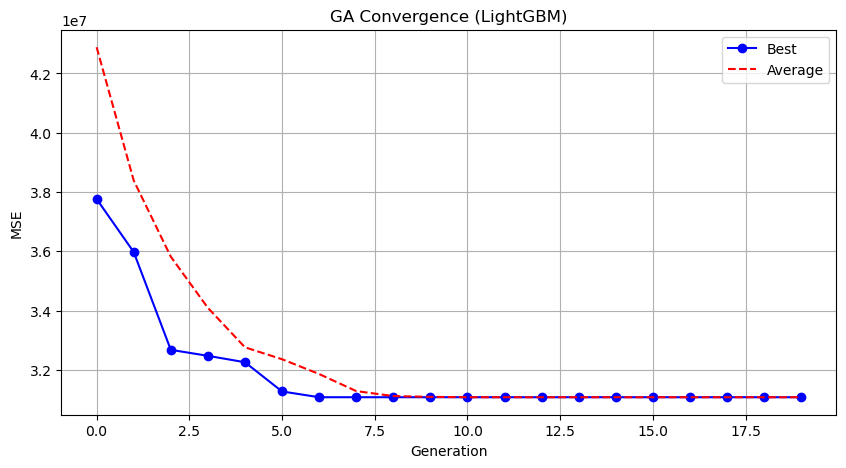 GA Convergence (LightGBM)
1e7
Best
Average
4.2
4.0
3.8
3.6
3.4
3.2
MSE
0.0 2.5 5.0 7.5 10.0 12.5 15.0 17.5
Generation